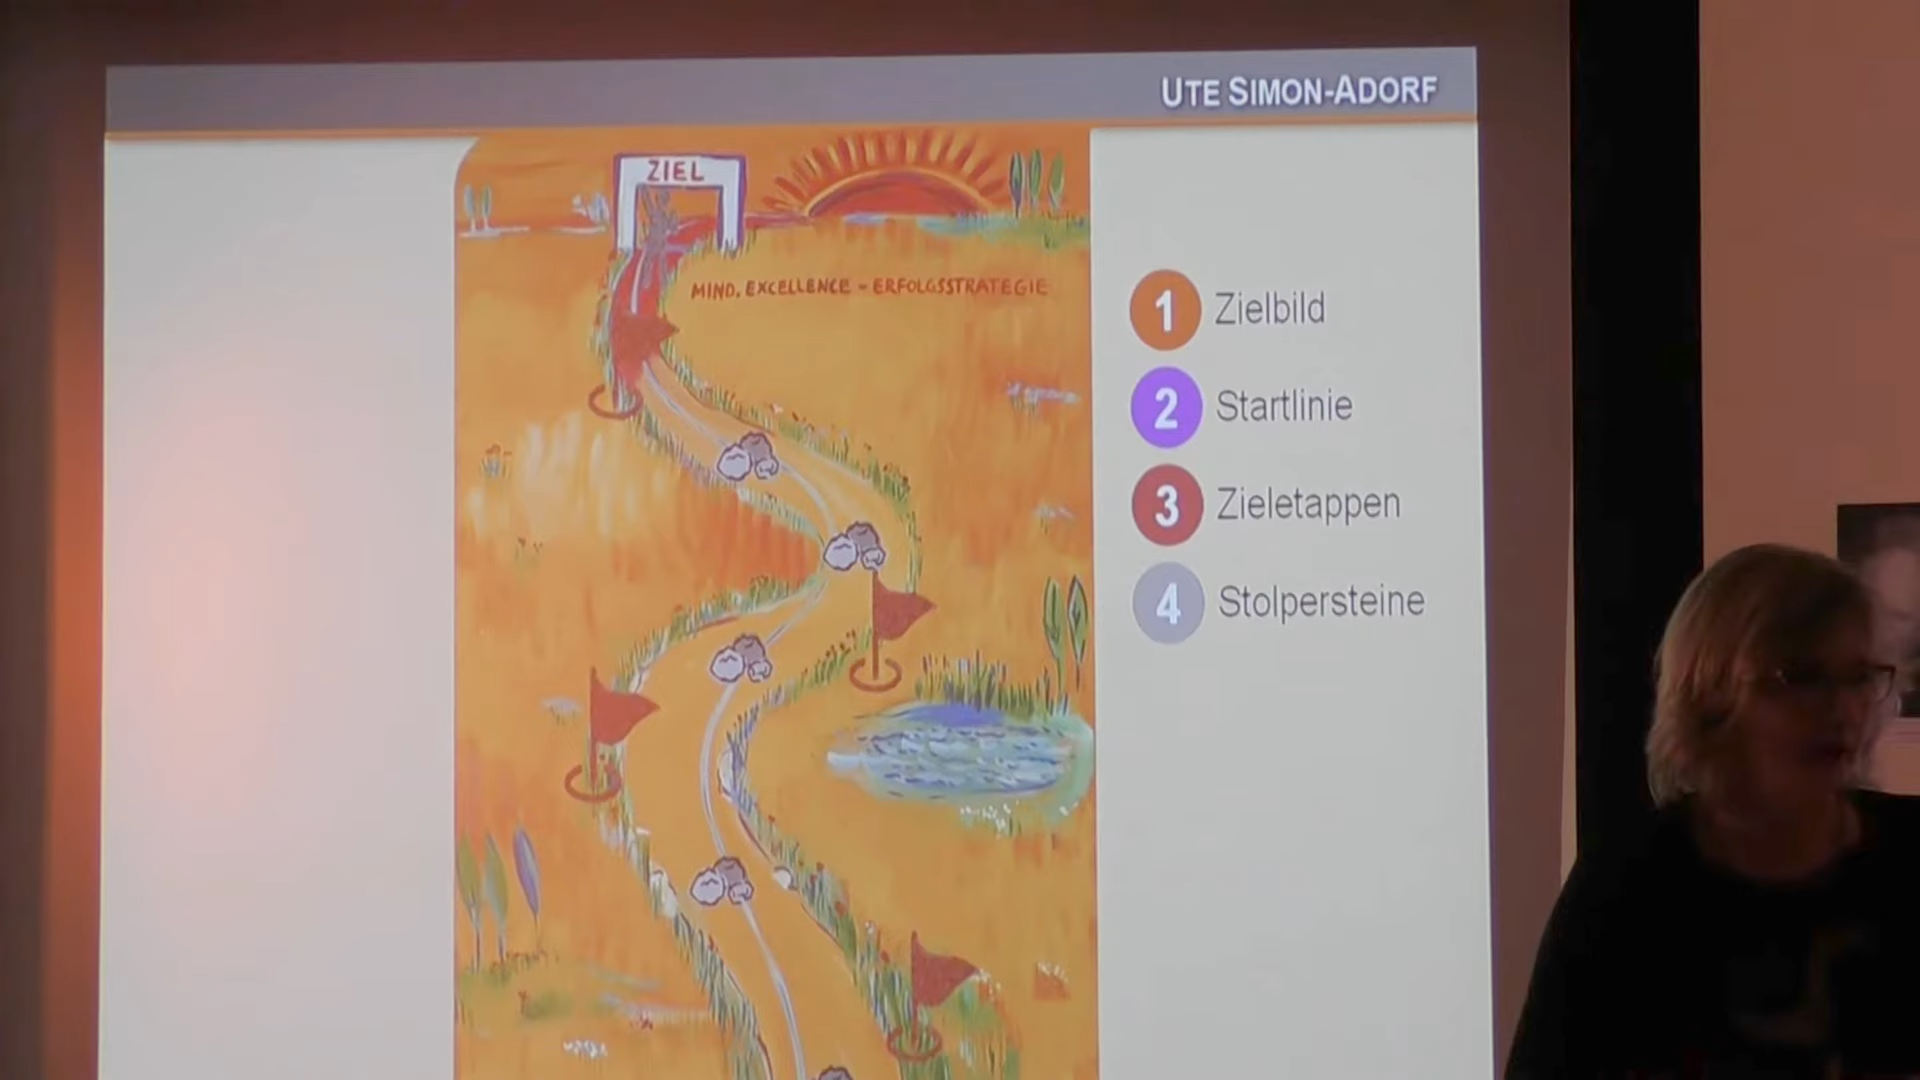 UTE SIMON-ADORF
ZIEL
MIND. EXCELLENCE - ERFOLGSSTRATEGIE
1 Zielbild
2 Startlinie
3 Zieletappen
4 Stolpersteine